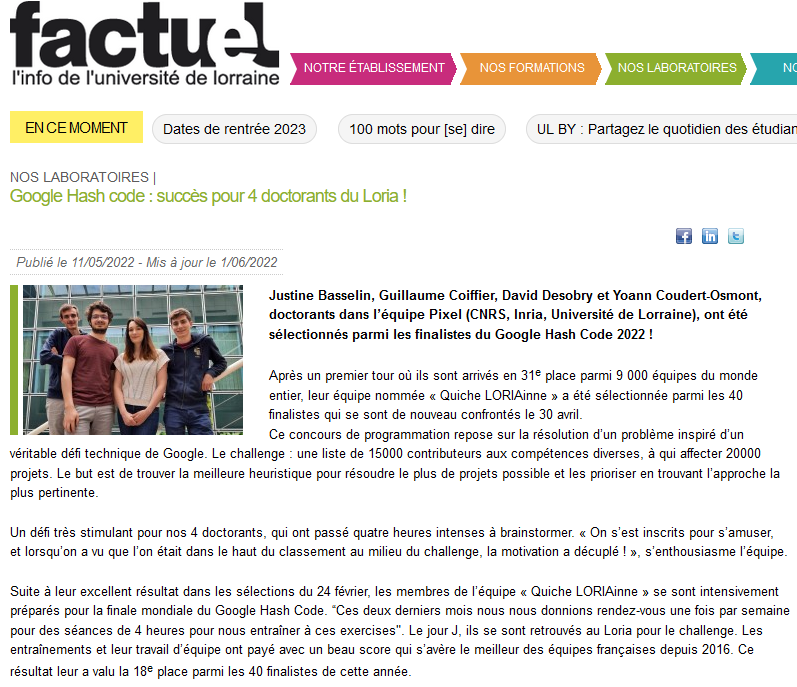 factuel
l'info de l'université de lorraine
NOTRE ÉTABLISSEMENT
NOS FORMATIONS
NOS LABORATOIRES
EN CE MOMENT
Dates de rentrée 2023
100 mots pour [se] dire
UL BY : Partagez le quotidien des étudian
NOS LABORATOIRES |
Google Hash code : succès pour 4 doctorants du Loria !
Publié le 11/05/2022 - Mis à jour le 1/06/2022
Justine Basselin, Guillaume Coiffier, David Desobry et Yoann Coudert-Osmont,
doctorants dans l'équipe Pixel (CNRS, Inria, Université de Lorraine), ont été
sélectionnés parmi les finalistes du Google Hash Code 2022 !
Après un premier tour où ils sont arrivés en 31e place parmi 9 000 équipes du monde
entier, leur équipe nommée « Quiche LORIAinne » a été sélectionnée parmi les 40
finalistes qui se sont de nouveau confrontés le 30 avril.
Ce concours de programmation repose sur la résolution d'un problème inspiré d'un
véritable défi technique de Google. Le challenge : une liste de 15000 contributeurs aux compétences diverses, à qui affecter 20000
projets. Le but est de trouver la meilleure heuristique pour résoudre le plus de projets possible et les prioriser en trouvant l'approche la
plus pertinente.
Un défi très stimulant pour nos 4 doctorants, qui ont passé quatre heures intenses à brainstormer. « On s'est inscrits pour s'amuser,
et lorsqu'on a vu que l'on était dans le haut du classement au milieu du challenge, la motivation a décuplé ! », s'enthousiasme l'équipe.
Suite à leur excellent résultat dans les sélections du 24 février, les membres de l'équipe « Quiche LORIAinne » se sont intensivement
préparés pour la finale mondiale du Google Hash Code. “Ces deux derniers mois nous nous donnions rendez-vous une fois par semaine
pour des séances de 4 heures pour nous entraîner à ces exercises". Le jour J, ils se sont retrouvés au Loria pour le challenge. Les
entraînements et leur travail d'équipe ont payé avec un beau score qui s'avère le meilleur des équipes françaises depuis 2016. Ce
résultat leur a valu la 18e place parmi les 40 finalistes de cette année.